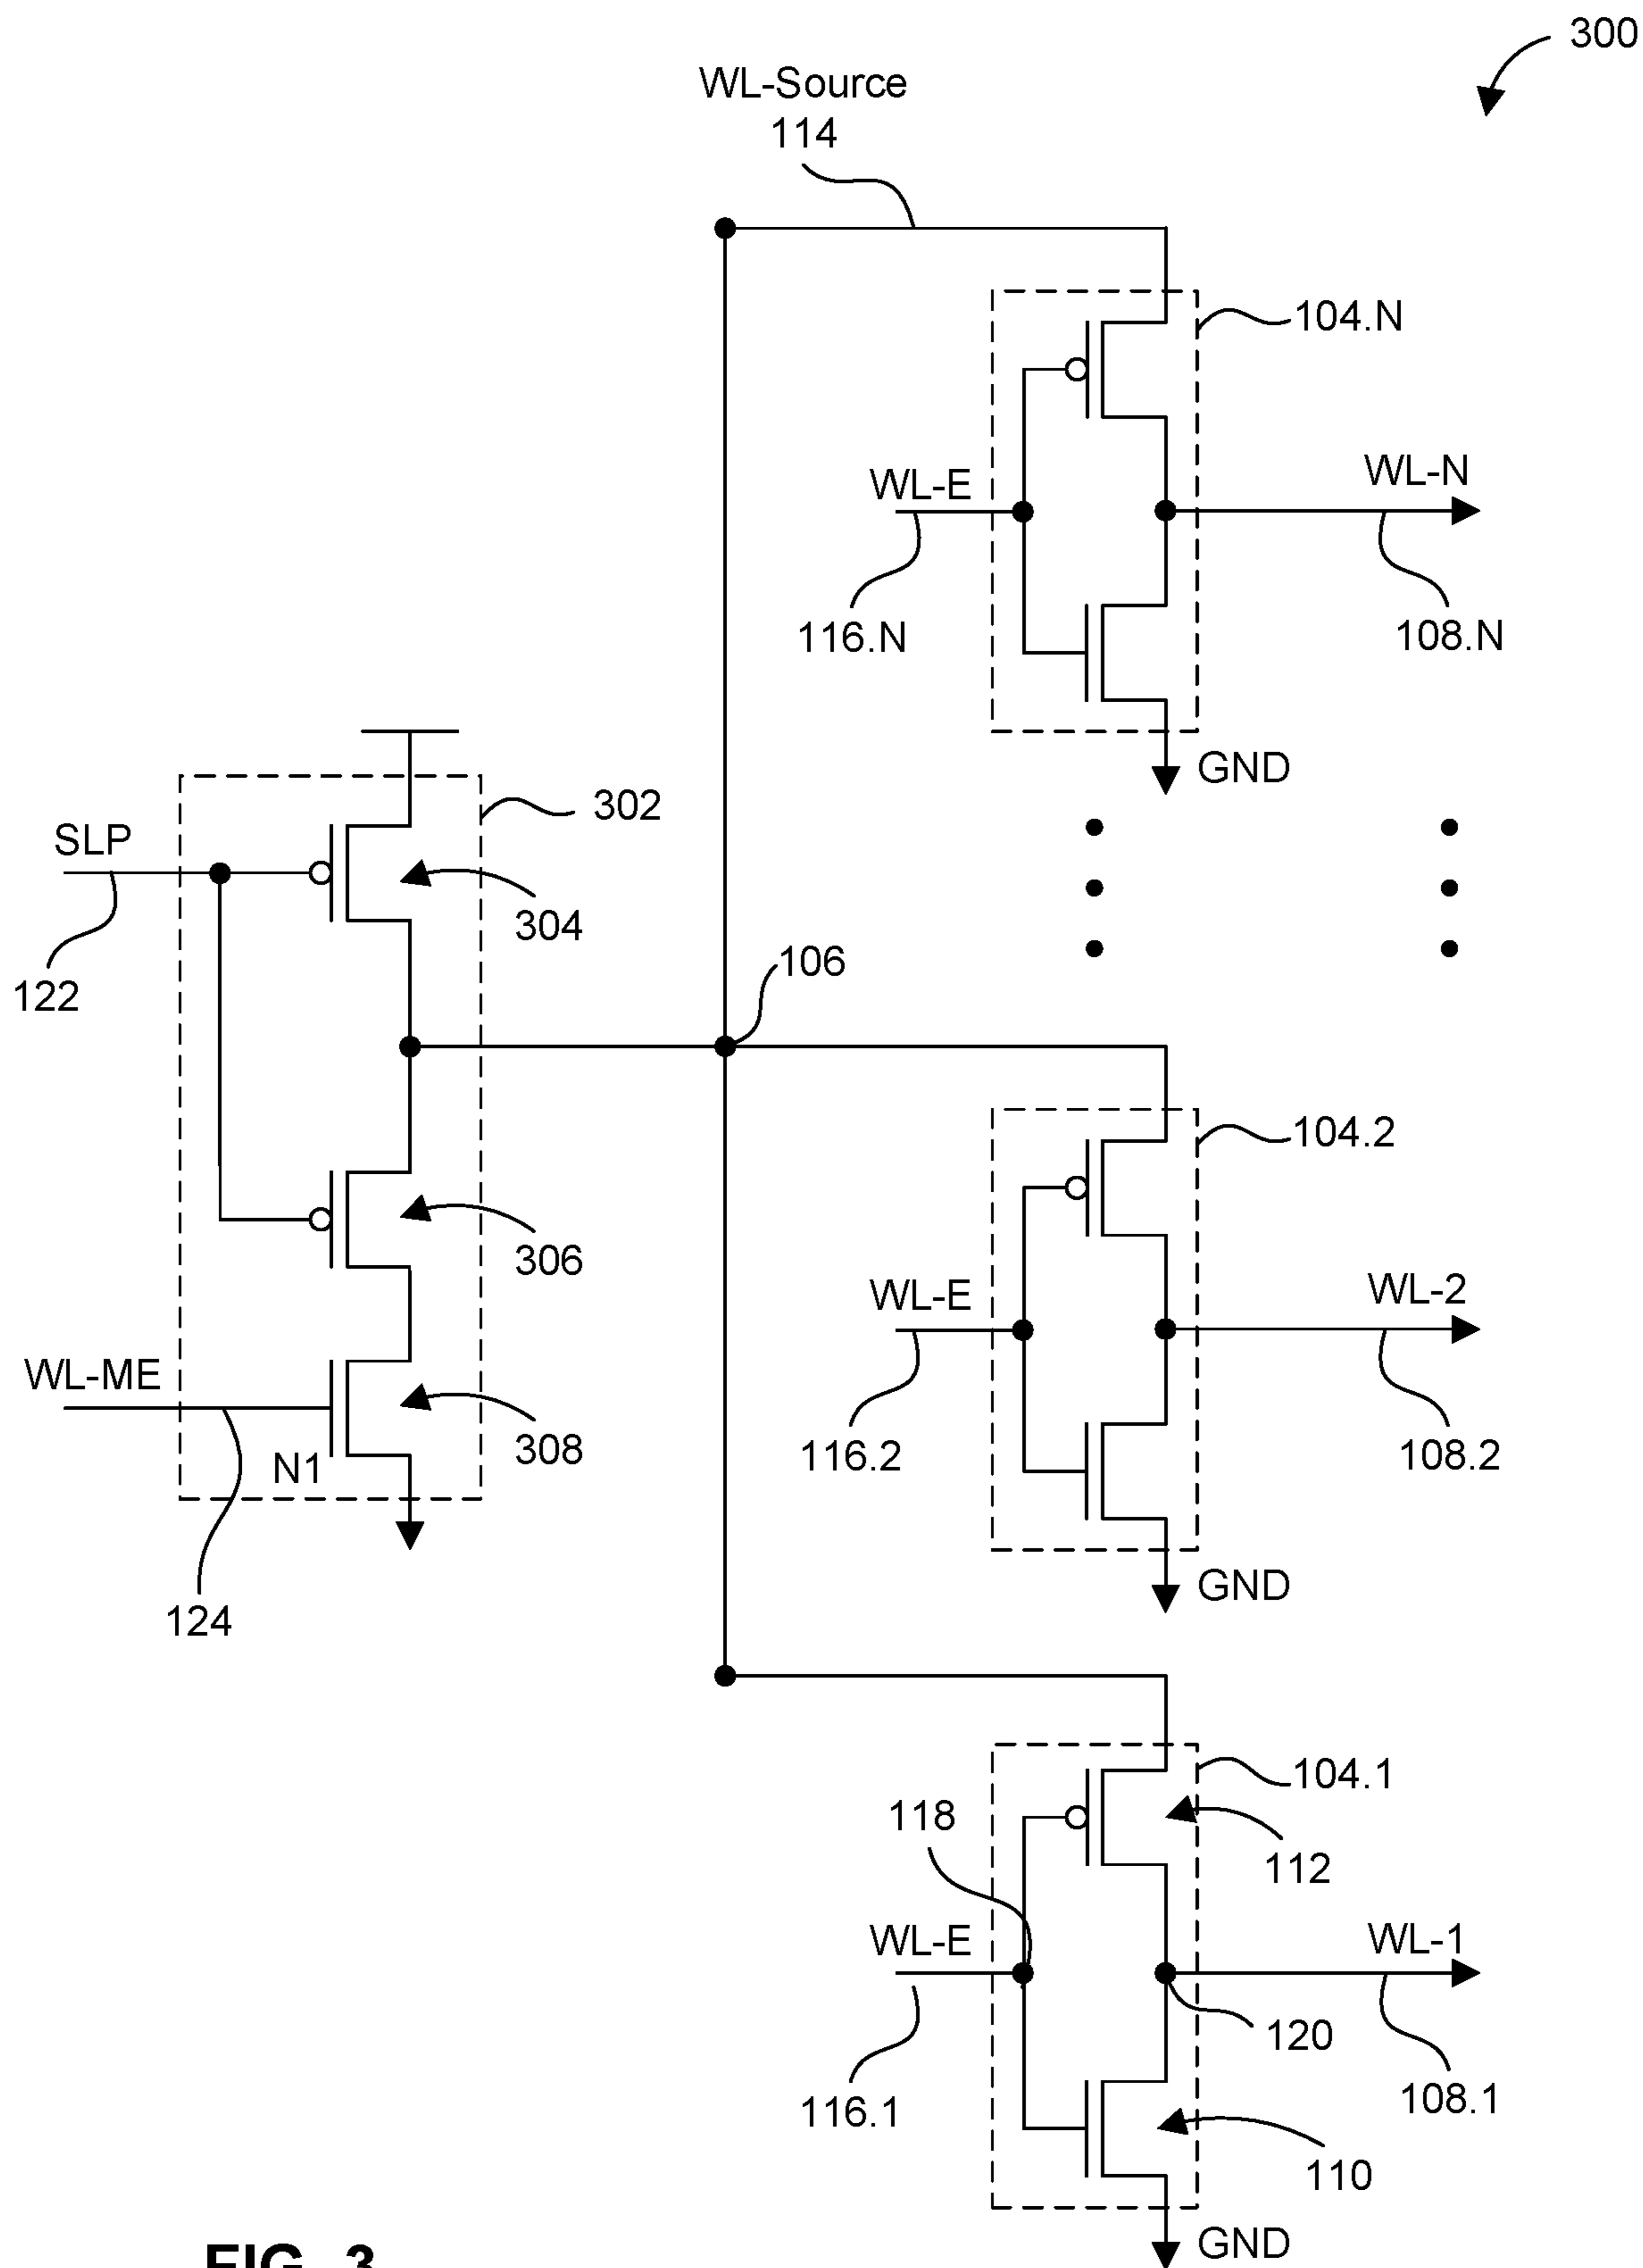 300
WL-Source
114
104.N
WL-E
WL-N
116.N
108.N
GND
302
SLP
304
122
106
104.2
306
WL-E
WL-2
WL-ME
308
N1
116.2
108.2
124
GND
104.1
118
112
WL-E
WL-1
120
116.1
108.1
110
GND
FIG. 3